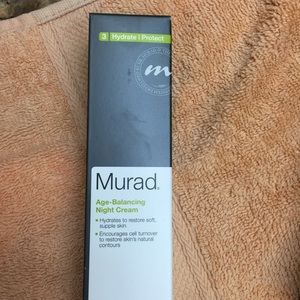 3 Hydrate | Protect
m
Murad.
Age-Balancing
Night Cream
• Hydrates to restore soft,
supple skin
• Encourages cell turnover
to restore skin's natural
contours